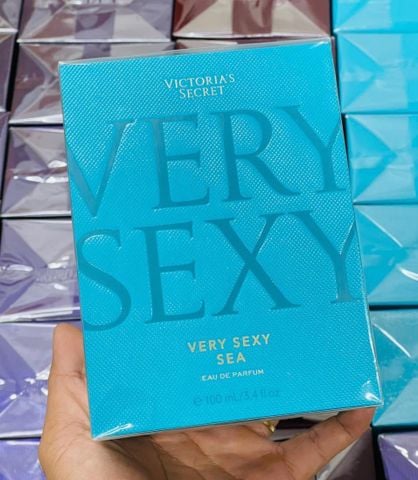 VICTORIA'S
SECRET
VERY
SEXY
VERY SEXY
SEA
EAU DE PARFUM
℮ 100 mL/3.4 fl.oz.